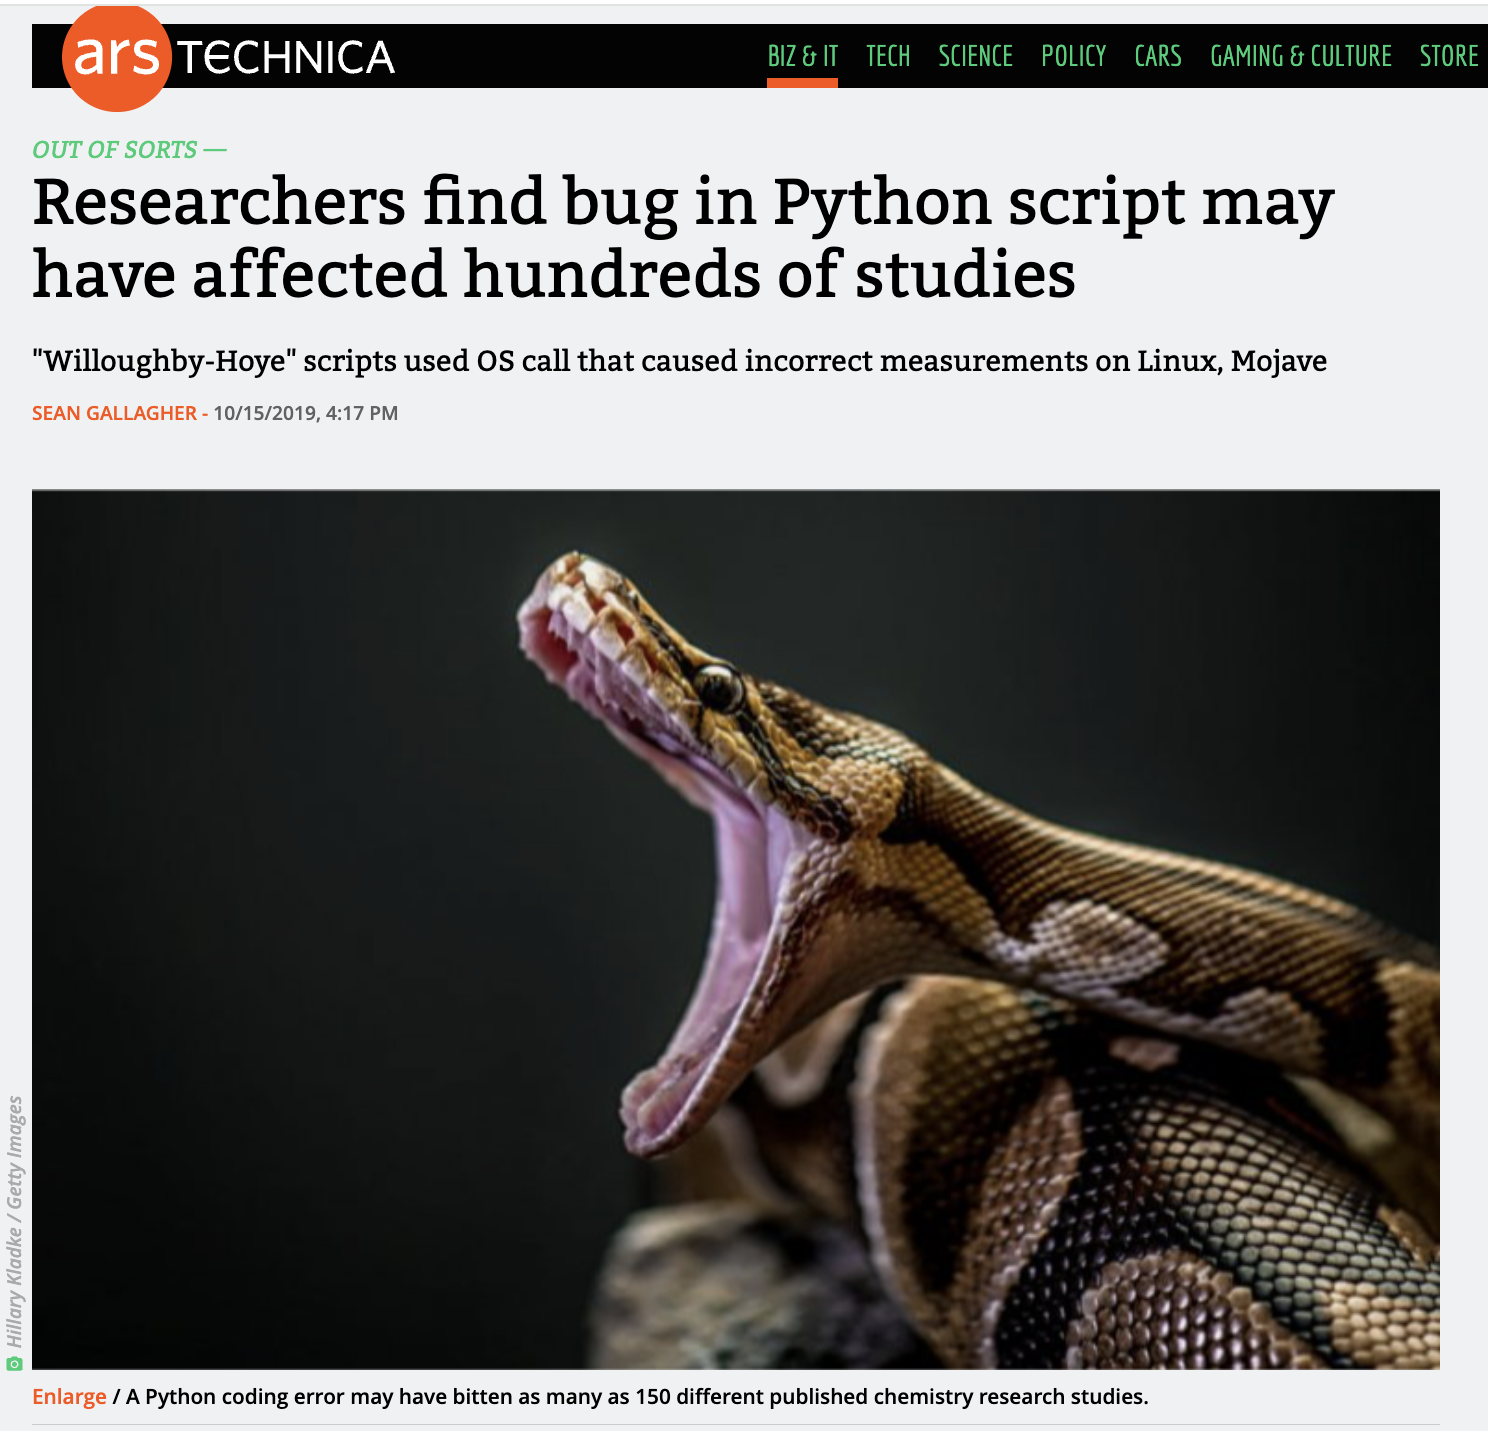 ars TECHNICA
BIZ & IT TECH SCIENCE POLICY CARS GAMING & CULTURE STORE
OUT OF SORTS —
Researchers find bug in Python script may
have affected hundreds of studies
"Willoughby-Hoye" scripts used OS call that caused incorrect measurements on Linux, Mojave
SEAN GALLAGHER - 10/15/2019, 4:17 PM
Hillary Kladke / Getty Images
Enlarge / A Python coding error may have bitten as many as 150 different published chemistry research studies.